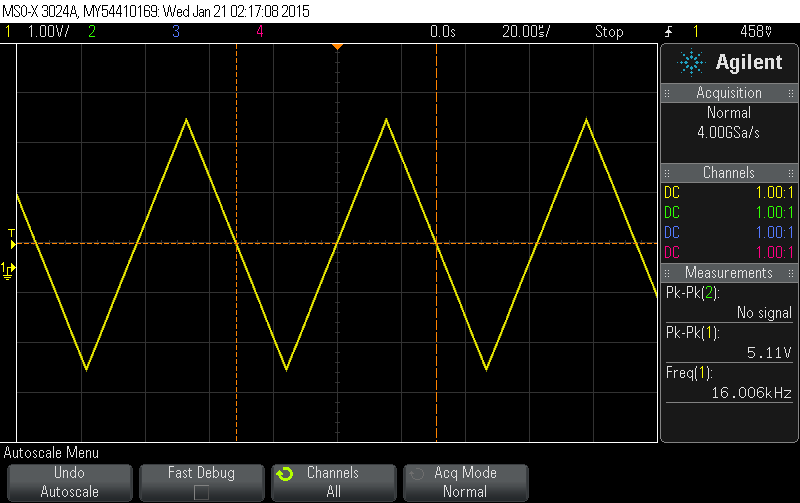 MSO-X 3024A, MY54410169: Wed Jan 21 02:17:08 2015
1 1.00V/ 2 3 4 0.0s 20.00µs/ Stop 1 458mV
Agilent
Acquisition
Normal
4.00GSa/s
Channels
DC 1.00:1
DC 1.00:1
DC 1.00:1
DC 1.00:1
Measurements
Pk-Pk(2):
No signal
Pk-Pk(1):
5.11V
Freq(1):
16.006kHz
T
1
Autoscale Menu
Undo Autoscale
Fast Debug
Channels
All
Acq Mode
Normal